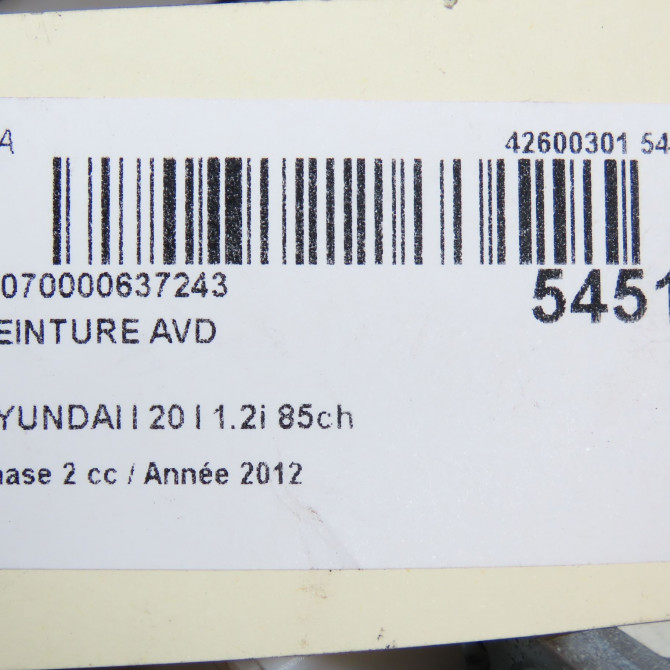 A
42600301 54
070000637243
5451
EINTURE AVD
YUNDAI I 20 I 1.2i 85ch
hase 2 cc / Année 2012